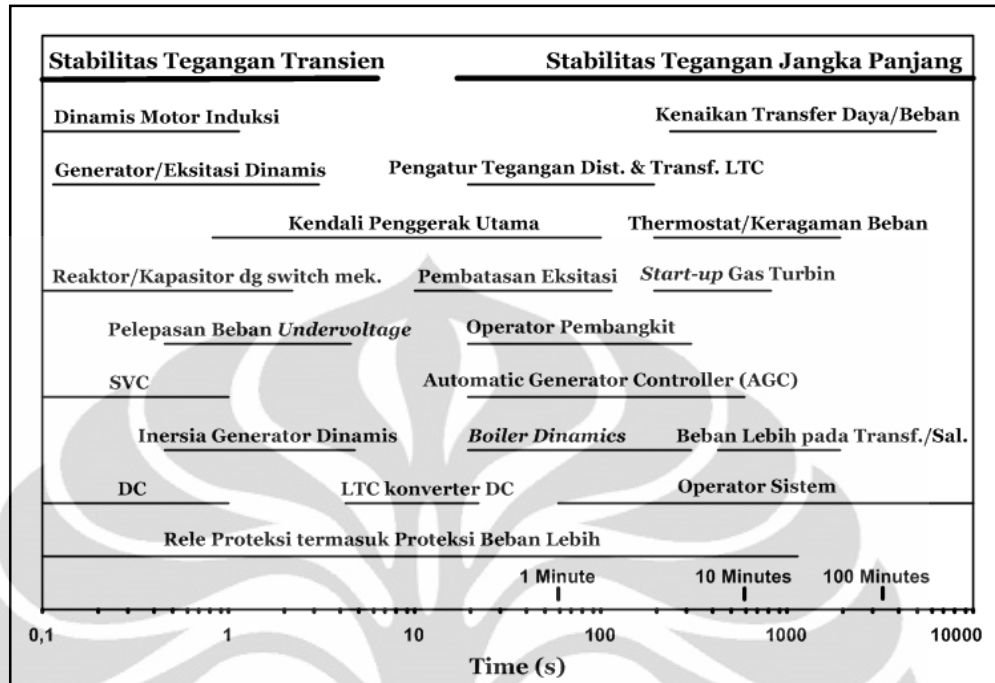 Stabilitas Tegangan Transien
Stabilitas Tegangan Jangka Panjang
Dinamis Motor Induksi
Kenaikan Transfer Daya/Beban
Generator/Eksitasi Dinamis
Pengatur Tegangan Dist. & Transf. LTC
Kendali Penggerak Utama
Thermostat/Keragaman Beban
Reaktor/Kapasitor dg switch mek.
Pembatasan Eksitasi
Start-up Gas Turbin
Pelepasan Beban Undervoltage
Operator Pembangkit
SVC
Automatic Generator Controller (AGC)
Inersia Generator Dinamis
Boiler Dinamics
Beban Lebih pada Transf./Sal.
DC
LTC konverter DC
Operator Sistem
Rele Proteksi termasuk Proteksi Beban Lebih
1 Minute
10 Minutes
100 Minutes
0,1
1
10
100
1000
10000
Time (s)